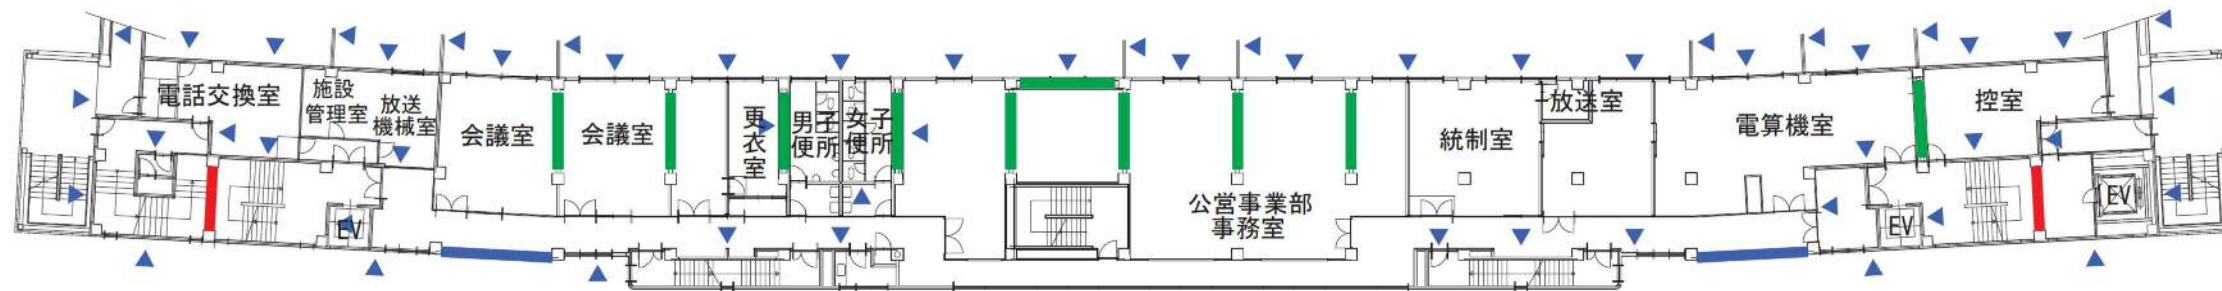 電話交換室
施設
管理室
放送
機械室
会議室
会議室
更衣室
男子
便所
女子
便所
公営事業部
事務室
統制室
放送室
電算機室
控室
EV
EV
EV